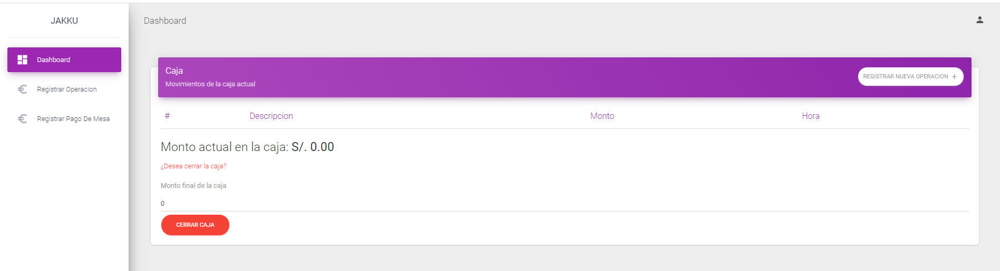 JAKKU
Dashboard
Registrar Operacion
Registrar Pago De Mesa
Dashboard
Caja
Movimientos de la caja actual
REGISTRAR NUEVA OPERACION +
# Descripcion Monto Hora
Monto actual en la caja: S/. 0.00
¿Desea cerrar la caja?
Monto final de la caja
0
CERRAR CAJA